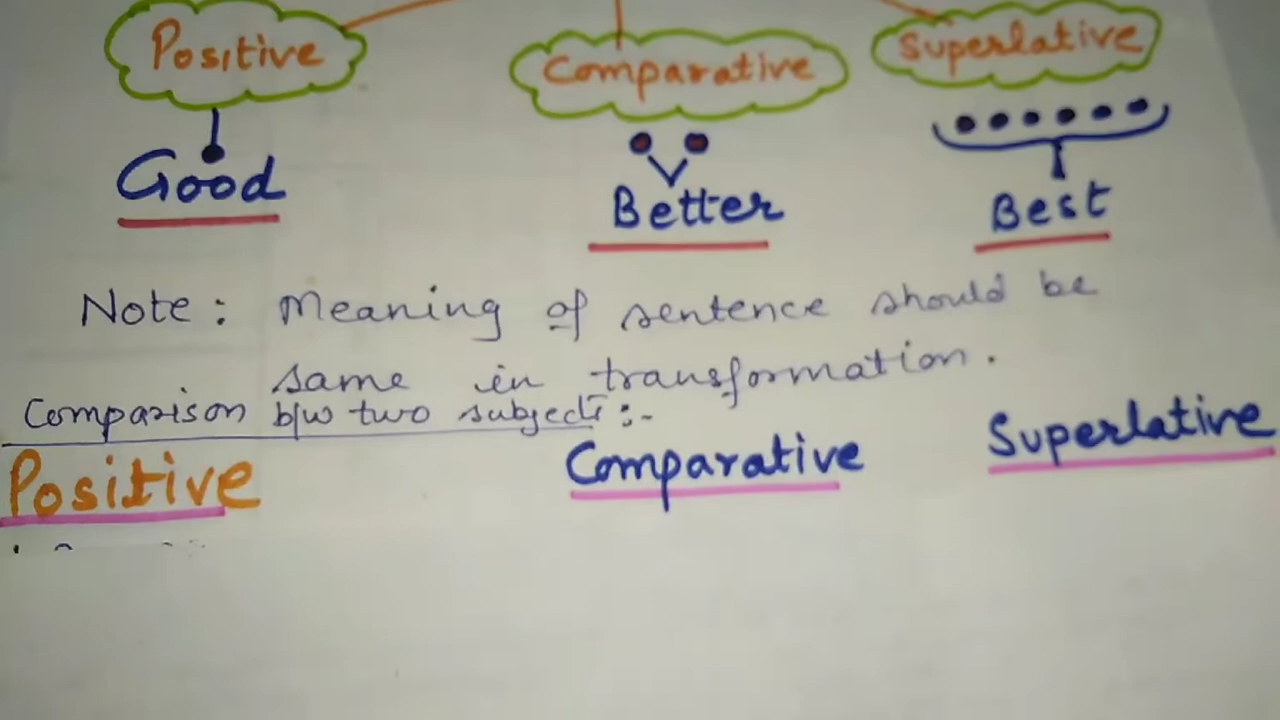 Positive Comparative Superlative
Good Better Best
Note: Meaning of sentence should be
same in transformation.
Comparison b/w two subjects :-
Positive Comparative Superlative